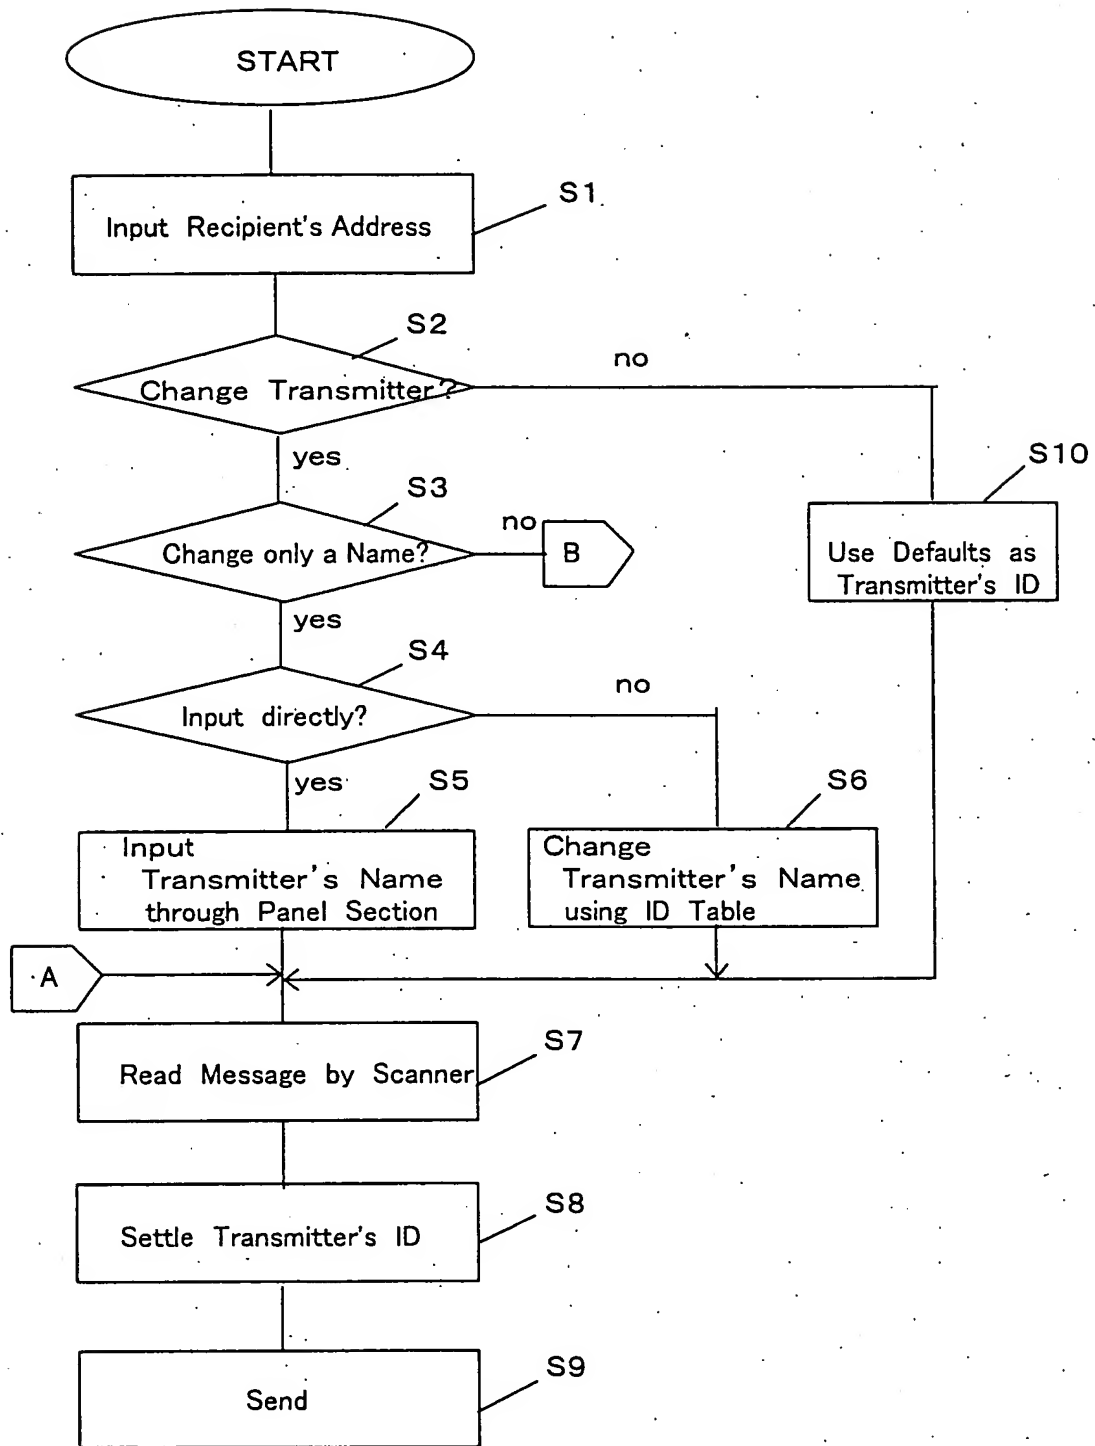 START
S1
Input Recipient's Address
S2
no
Change Transmitter?
yes
S10
S3
no
Change only a Name?
B
Use Defaults as
Transmitter's ID
yes
S4
no
Input directly?
yes
S5
S6
Input
Transmitter's Name
through Panel Section
Change
Transmitter's Name
using ID Table
A
S7
Read Message by Scanner
S8
Settle Transmitter's ID
S9
Send